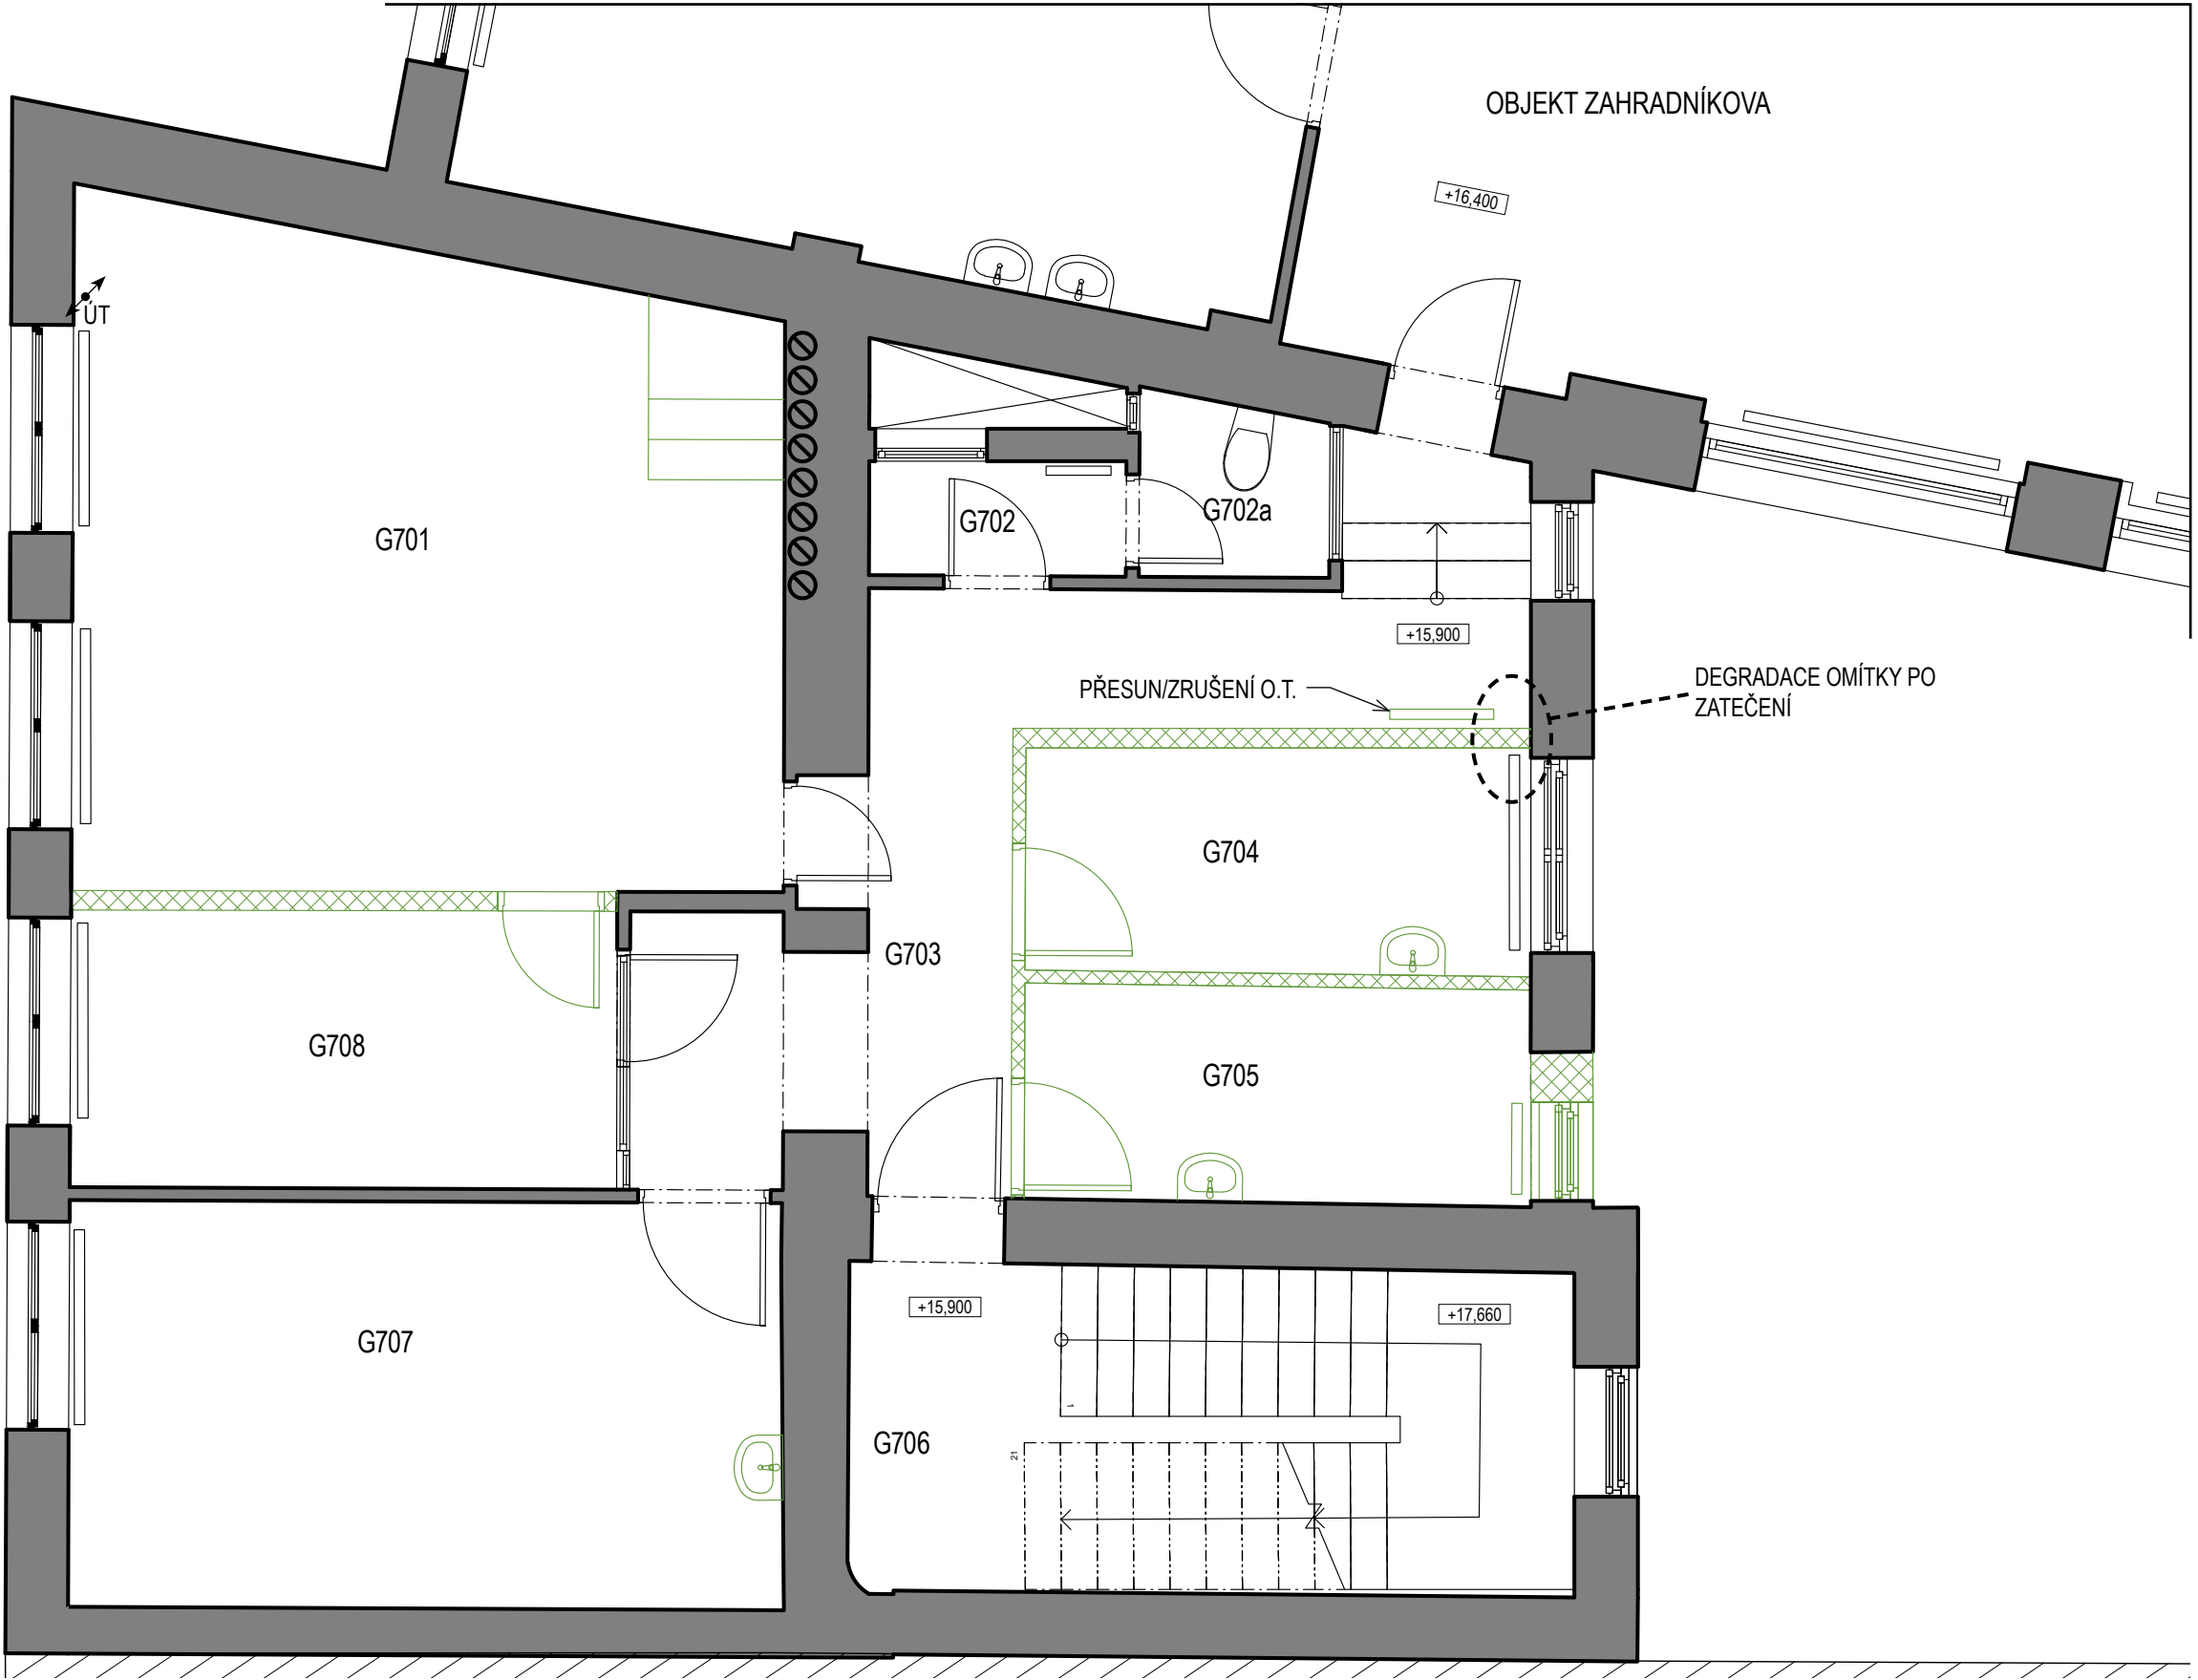 OBJEKT ZAHRADNÍKOVA
+16,400
ÚT
G701
G702
G702a
+15,900
PŘESUN/ZRUŠENÍ O.T.
DEGRADACE OMÍTKY PO
ZATEČENÍ
G704
G703
G708
G705
+15,900
+17,660
G707
1
G706
21